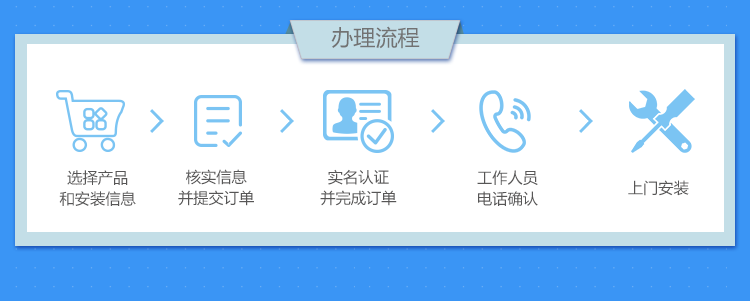 办理流程
选择产品
和安装信息
核实信息
并提交订单
实名认证
并完成订单
工作人员
电话确认
上门安装